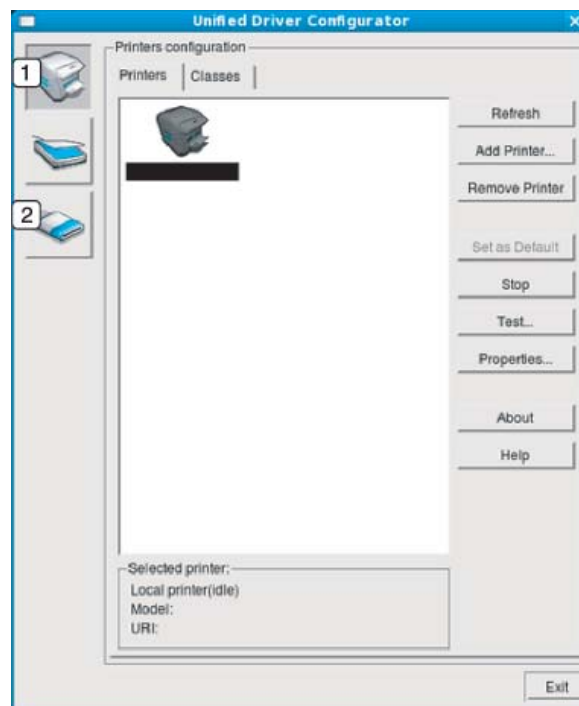 Unified Driver Configurator
1
2
Printers configuration
Printers
Classes
Refresh
Add Printer...
Remove Printer
Set as Default
Stop
Test...
Properties...
About
Help
Selected printer:
Local printer(idle)
Model:
URI:
Exit